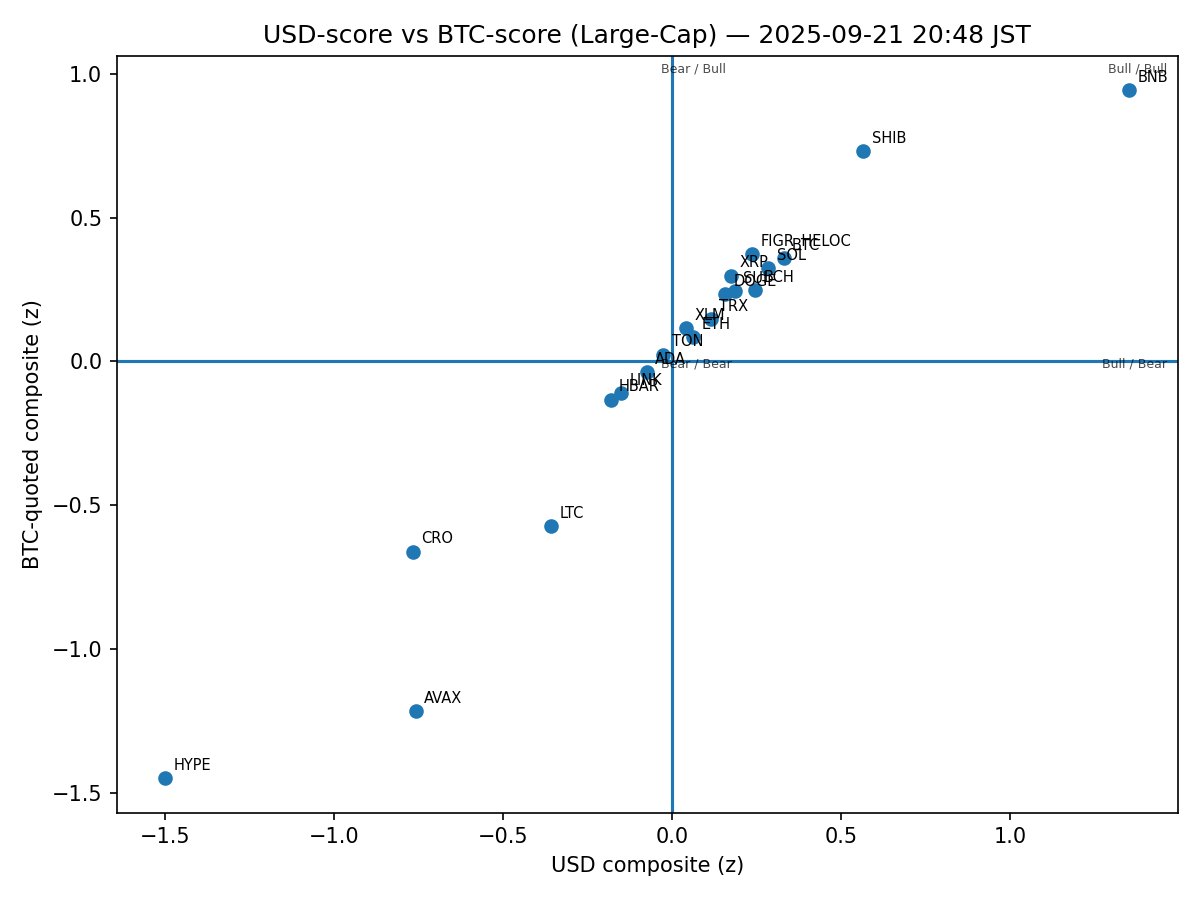 USD-score vs BTC-score (Large-Cap) — 2025-09-21 20:48 JST
1.0
Bear / Bull
Bull / Bull
BNB
SHIB
0.5
FIGR_HELOC
BTC
SOL
XRP
SUI
BCH
DOGE
TRX
XLM
ETH
TON
0.0
ADA
Bear / Bear
Bull / Bear
LINK
HBAR
−0.5
LTC
CRO
−1.0
AVAX
HYPE
−1.5
−1.5
−1.0
−0.5
0.0
0.5
1.0
USD composite (z)
BTC-quoted composite (z)